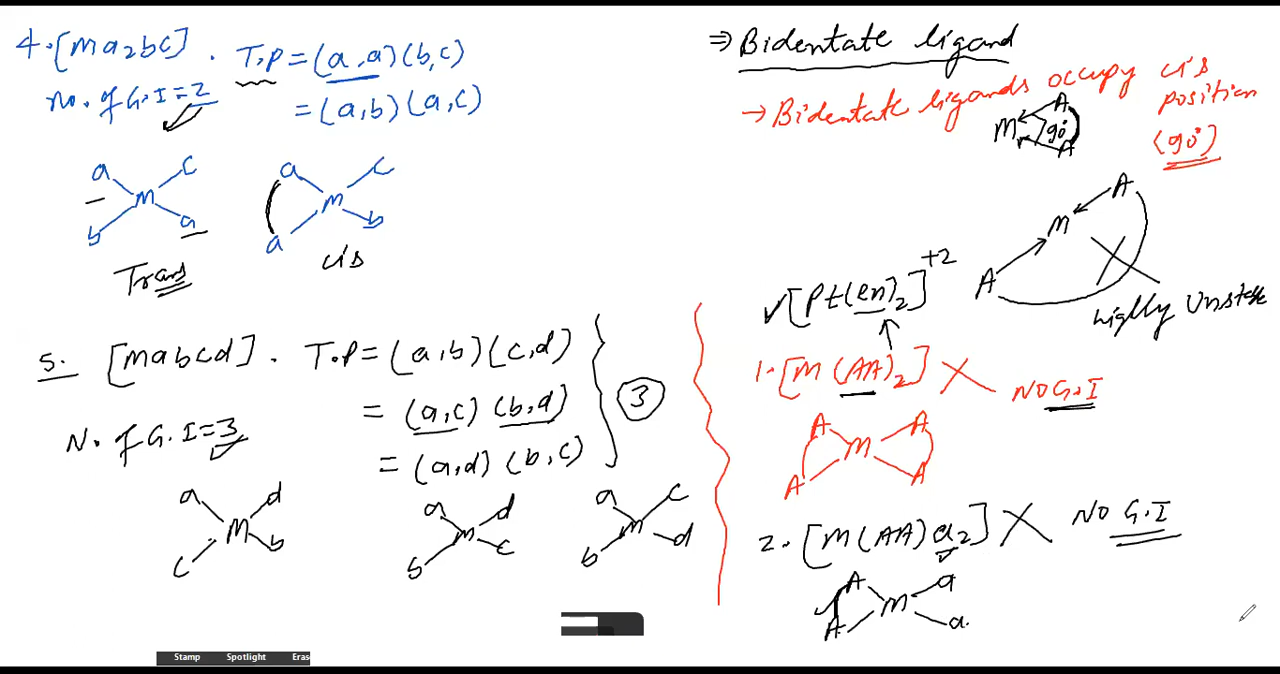 4. [Ma2bc]. T.P = (a,a)(b,c)
No. of G.I = 2
= (a,b)(a,c)
a c
M
b a
Trans
a c
M
a b
cis
5. [Mabcd]. T.P = (a,b)(c,d)
= (a,c)(b,d)
= (a,d)(b,c)
3
N. of G.I = 3
a d
M
c b
a d
M
b c
a c
M
b d
⇒ Bidentate ligand
→ Bidentate ligands occupy cis
position
(90°)
M A
90°
A
A
M
A
highly Unstable
✓[Pt(en)2]+2
1. [M(AA)2] X NO G.I
A A
M
A A
2. [M(AA)a2] X NO G.I
A a
M
A a.
Stamp Spotlight Eras